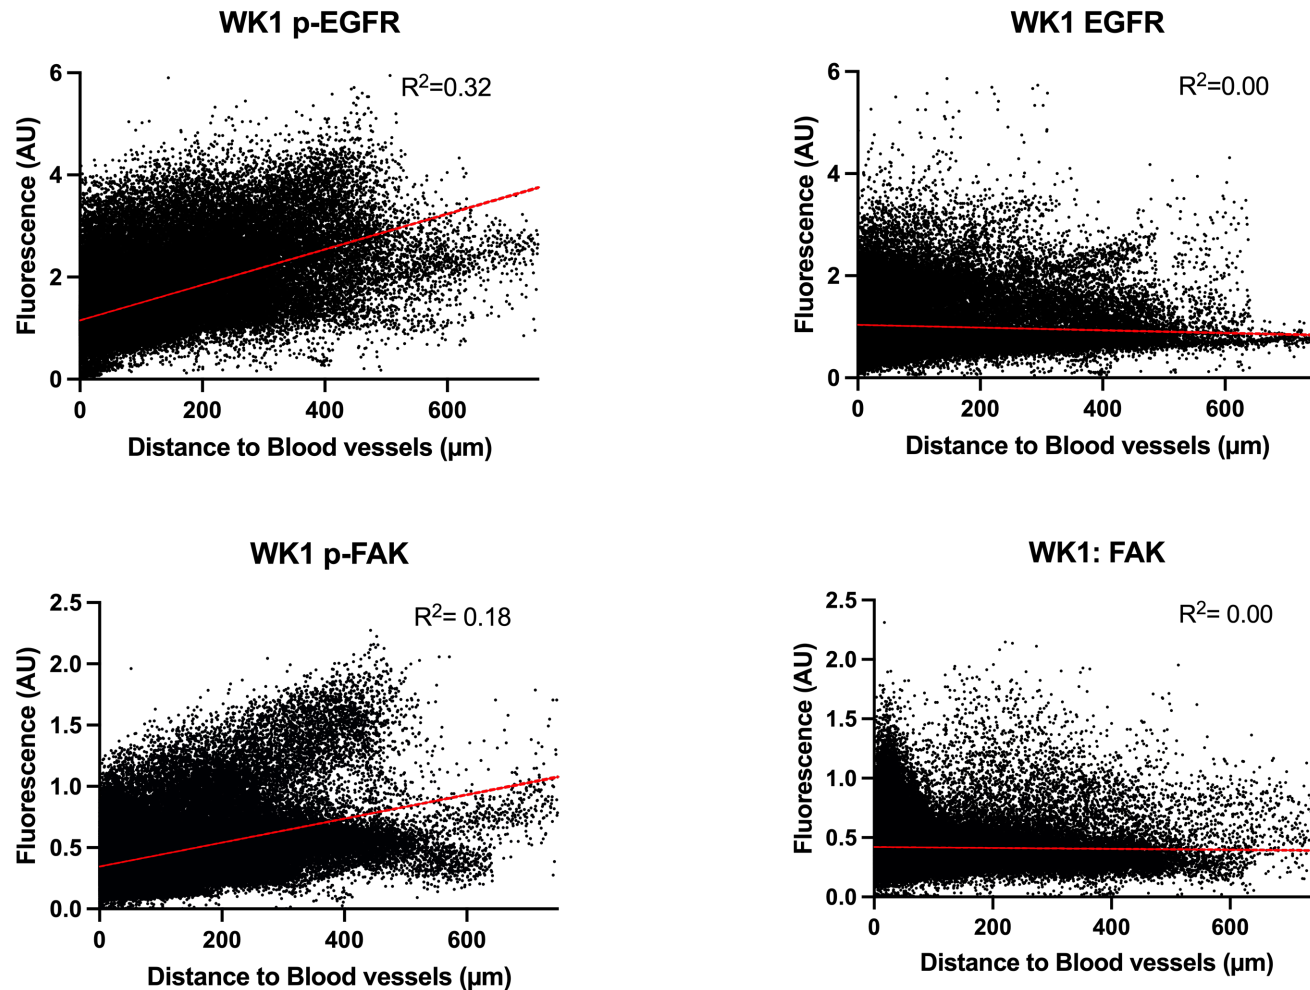 WK1 p-EGFR
R²=0.32
Fluorescence (AU)
6
4
2
0
0 200 400 600
Distance to Blood vessels (µm)
WK1 EGFR
R²=0.00
Fluorescence (AU)
6
4
2
0
0 200 400 600
Distance to Blood vessels (µm)
WK1 p-FAK
R²= 0.18
Fluorescence (AU)
2.5
2.0
1.5
1.0
0.5
0.0
0 200 400 600
Distance to Blood vessels (µm)
WK1: FAK
R²= 0.00
Fluorescence (AU)
2.5
2.0
1.5
1.0
0.5
0.0
0 200 400 600
Distance to Blood vessels (µm)